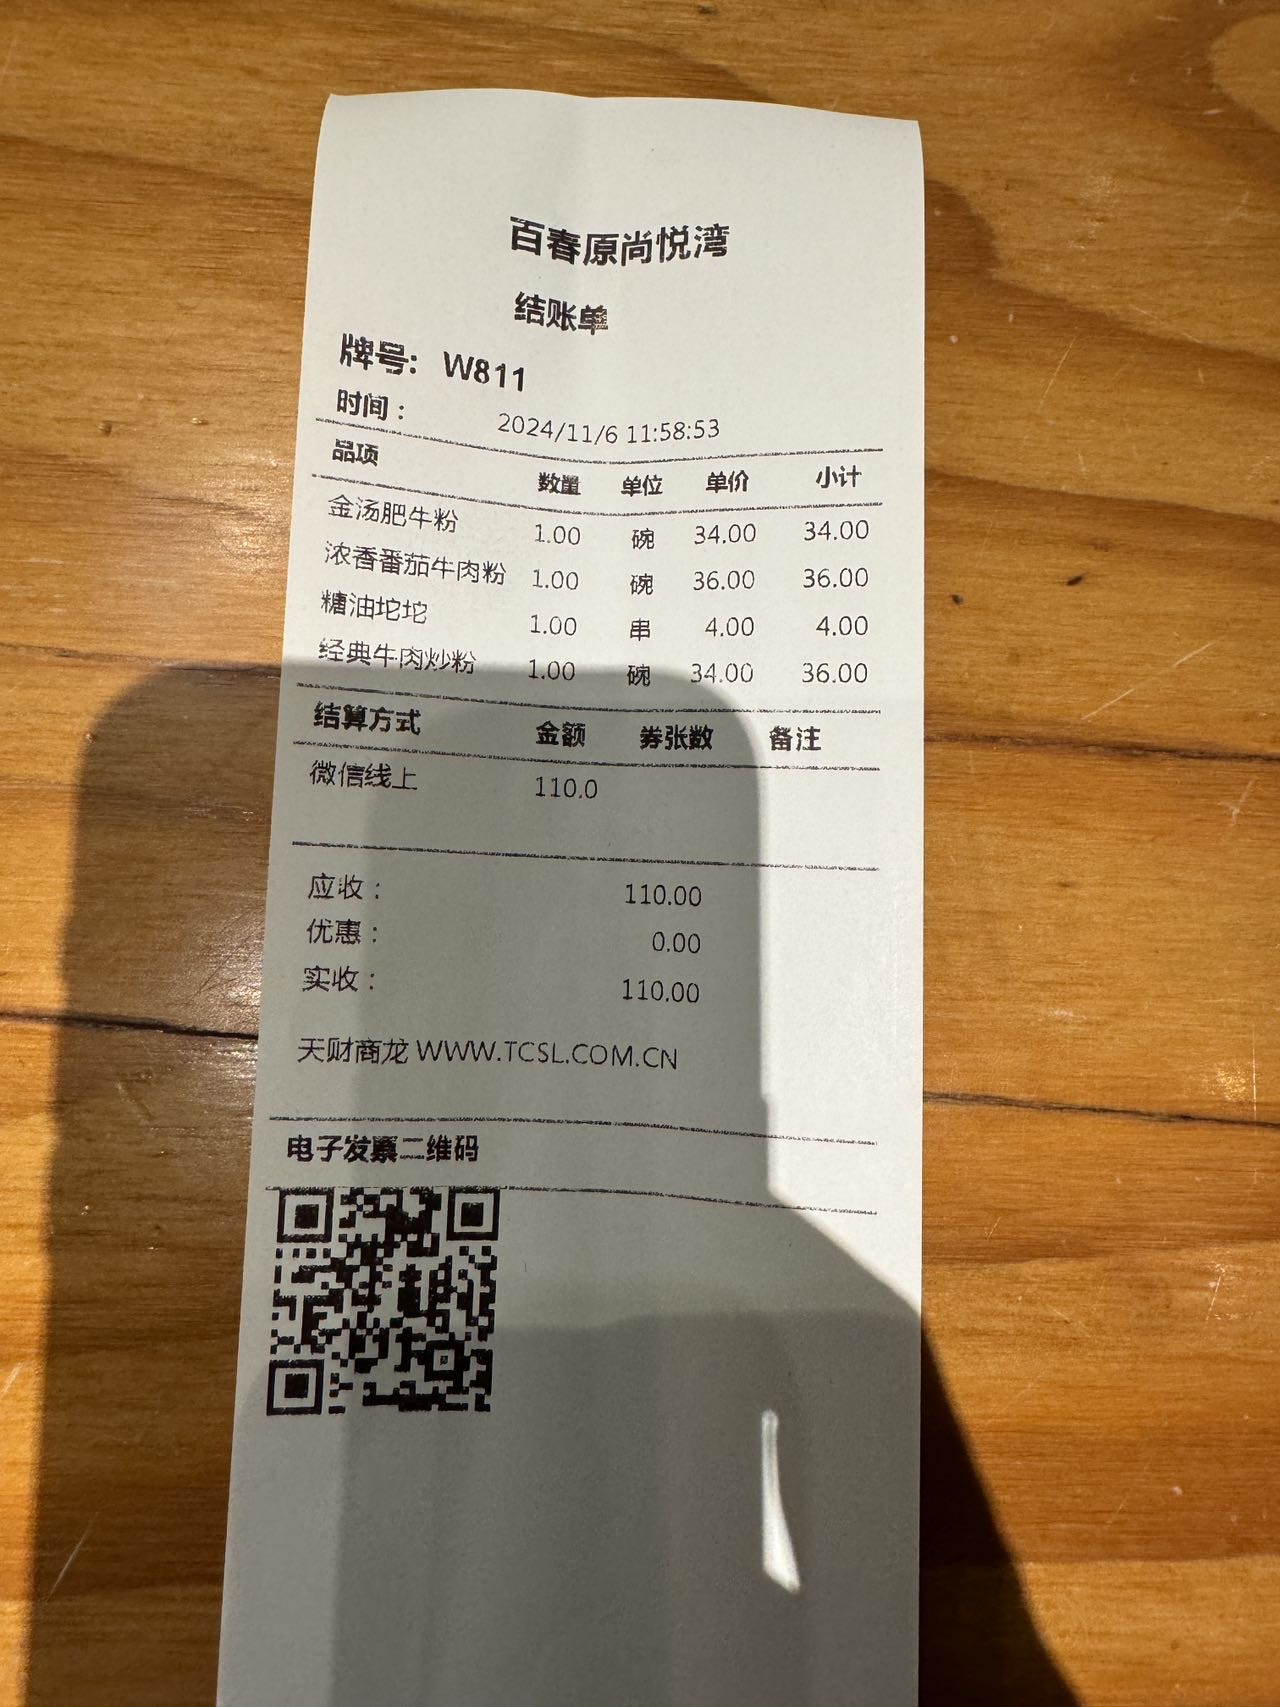 百春原尚悦湾
结账单
牌号: W811
时间： 2024/11/6 11:58:53
品项 数量 单位 单价 小计
金汤肥牛粉 1.00 碗 34.00 34.00
浓香番茄牛肉粉 1.00 碗 36.00 36.00
糖油坨坨 1.00 串 4.00 4.00
经典牛肉炒粉 1.00 碗 34.00 36.00
结算方式 金额 券张数 备注
微信线上 110.0
应收： 110.00
优惠： 0.00
实收： 110.00
天财商龙 WWW.TCSL.COM.CN
电子发票二维码